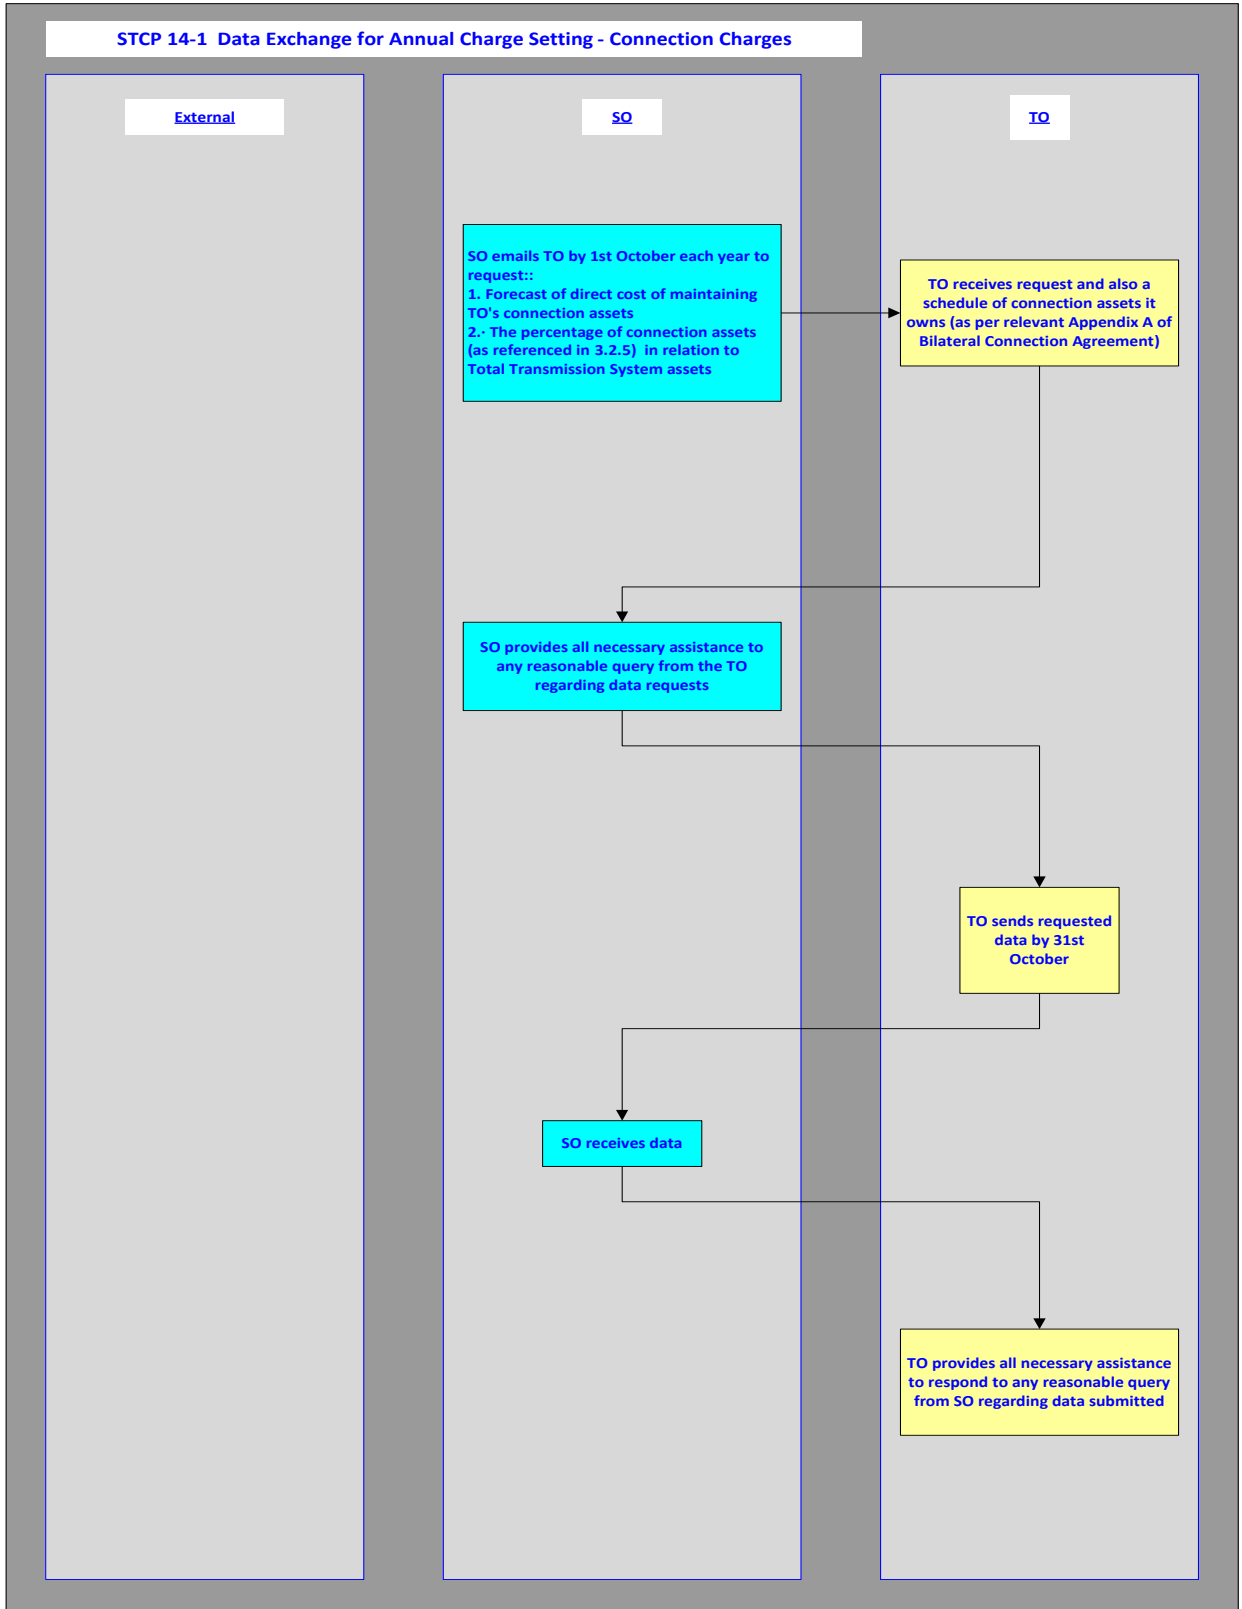 STCP 14-1  Data Exchange for Annual Charge Setting - Connection Charges
External
SO
TO
SO emails TO by 1st October each year to
request::
1. Forecast of direct cost of maintaining
TO's connection assets
2.· The percentage of connection assets
(as referenced in 3.2.5)  in relation to
Total Transmission System assets
TO receives request and also a
schedule of connection assets it
owns (as per relevant Appendix A of
Bilateral Connection Agreement)
SO provides all necessary assistance to
any reasonable query from the TO
regarding data requests
TO sends requested
data by 31st
October
SO receives data
TO provides all necessary assistance
to respond to any reasonable query
from SO regarding data submitted